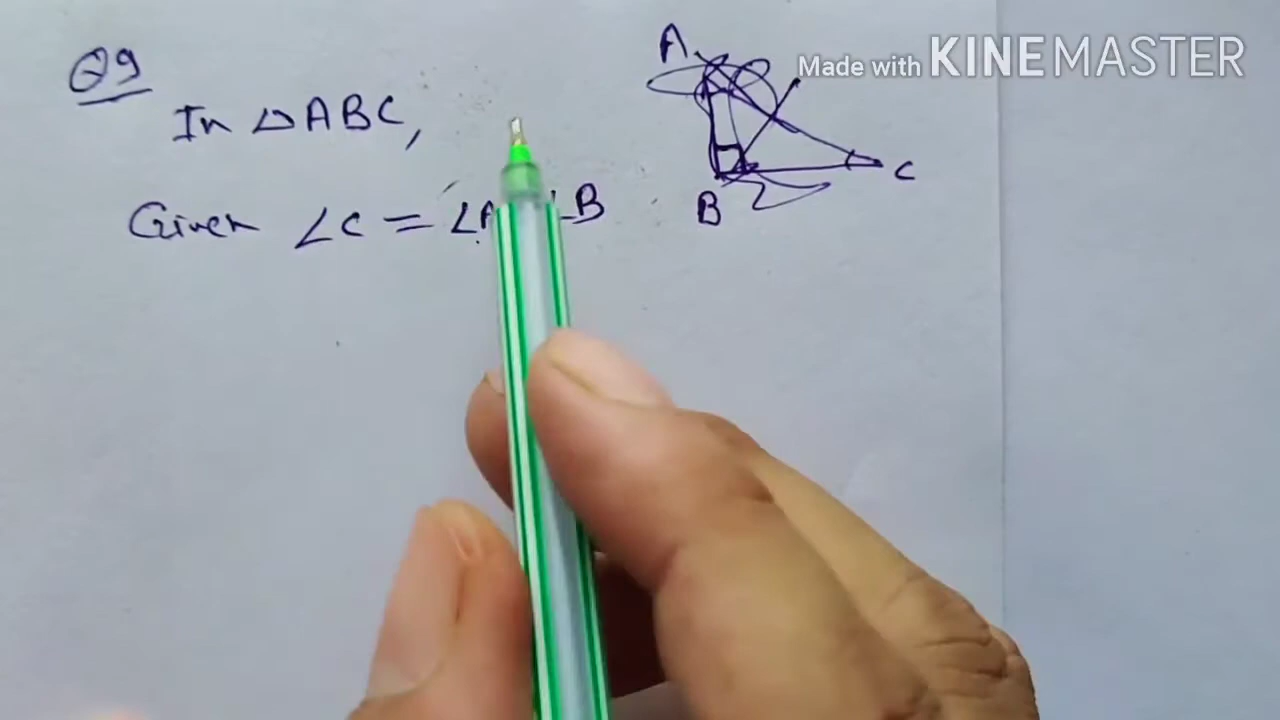 Q9
In △ABC,
Given ∠C = ∠A ∠B
A
B
C
Made with KINEMASTER